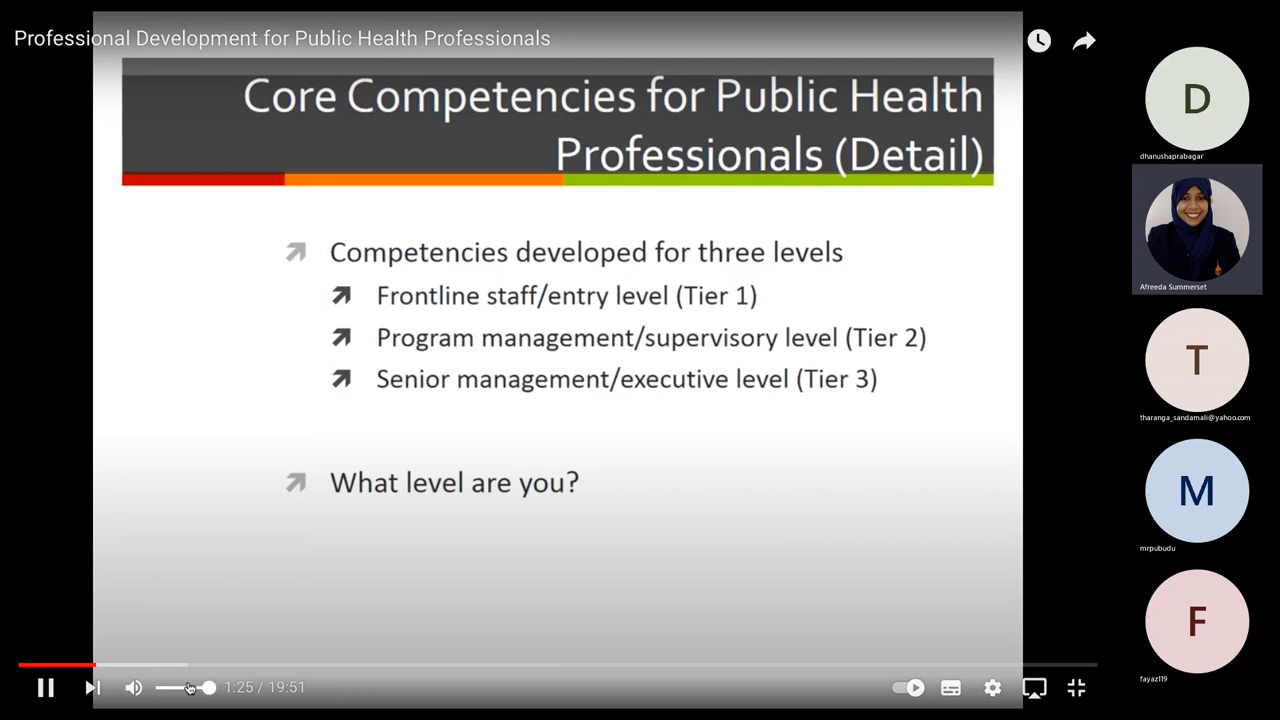 Professional Development for Public Health Professionals
Core Competencies for Public Health
Professionals (Detail)
Competencies developed for three levels
Frontline staff/entry level (Tier 1)
Program management/supervisory level (Tier 2)
Senior management/executive level (Tier 3)
What level are you?
1:25 / 19:51
D
dhanushaprabagar
Afreeda Summerset
T
tharanga_sandamali@yahoo.com
M
mrpubudu
F
fayaz119